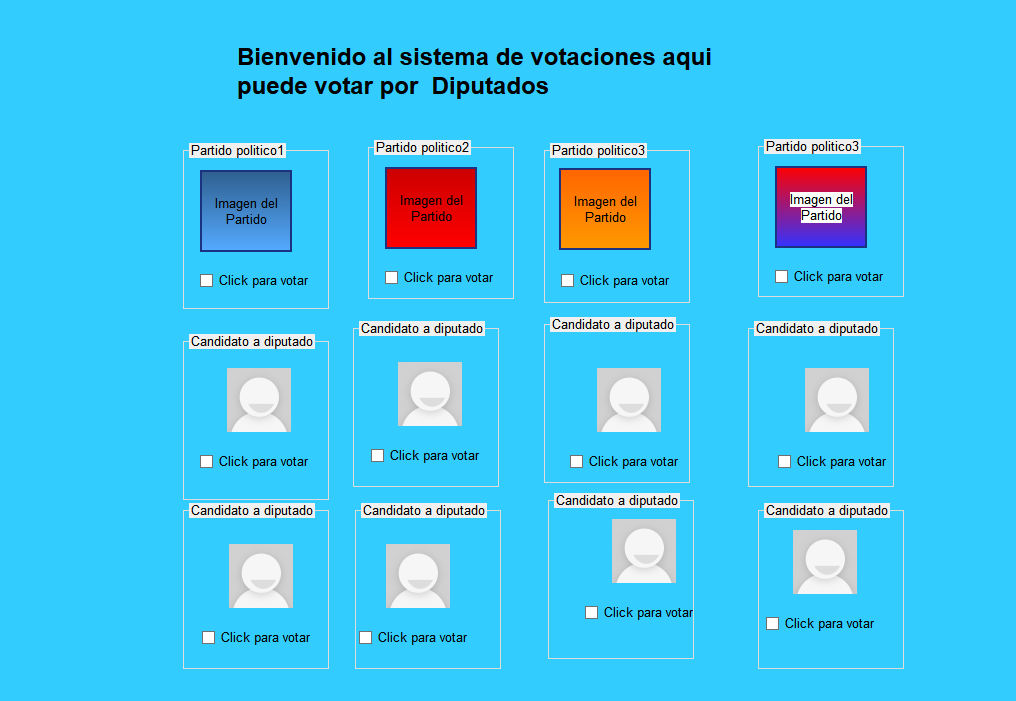 Bienvenido al sistema de votaciones aqui
puede votar por  Diputados
Partido politico1
Imagen del
Partido
Click para votar
Partido politico2
Imagen del
Partido
Click para votar
Partido politico3
Imagen del
Partido
Click para votar
Partido politico3
Imagen del
Partido
Click para votar
Candidato a diputado
Click para votar
Candidato a diputado
Click para votar
Candidato a diputado
Click para votar
Candidato a diputado
Click para votar
Candidato a diputado
Click para votar
Candidato a diputado
Click para votar
Candidato a diputado
Click para votar
Candidato a diputado
Click para votar